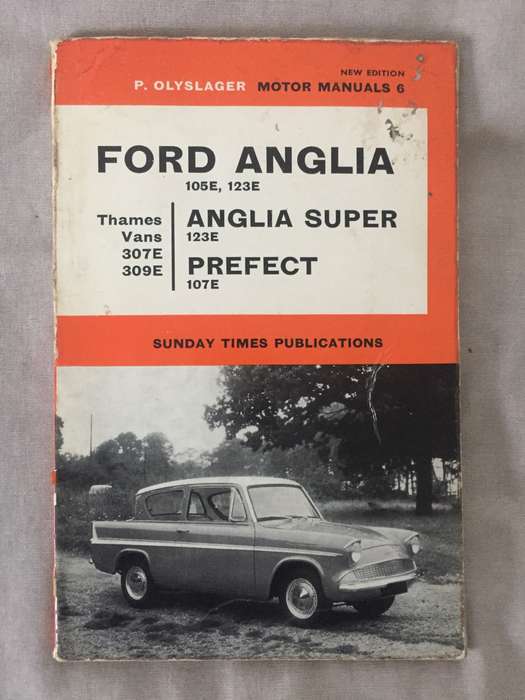 NEW EDITION
P. OLYSLAGER MOTOR MANUALS 6
FORD ANGLIA
105E, 123E
Thames
Vans
307E
309E
ANGLIA SUPER
123E
PREFECT
107E
SUNDAY TIMES PUBLICATIONS